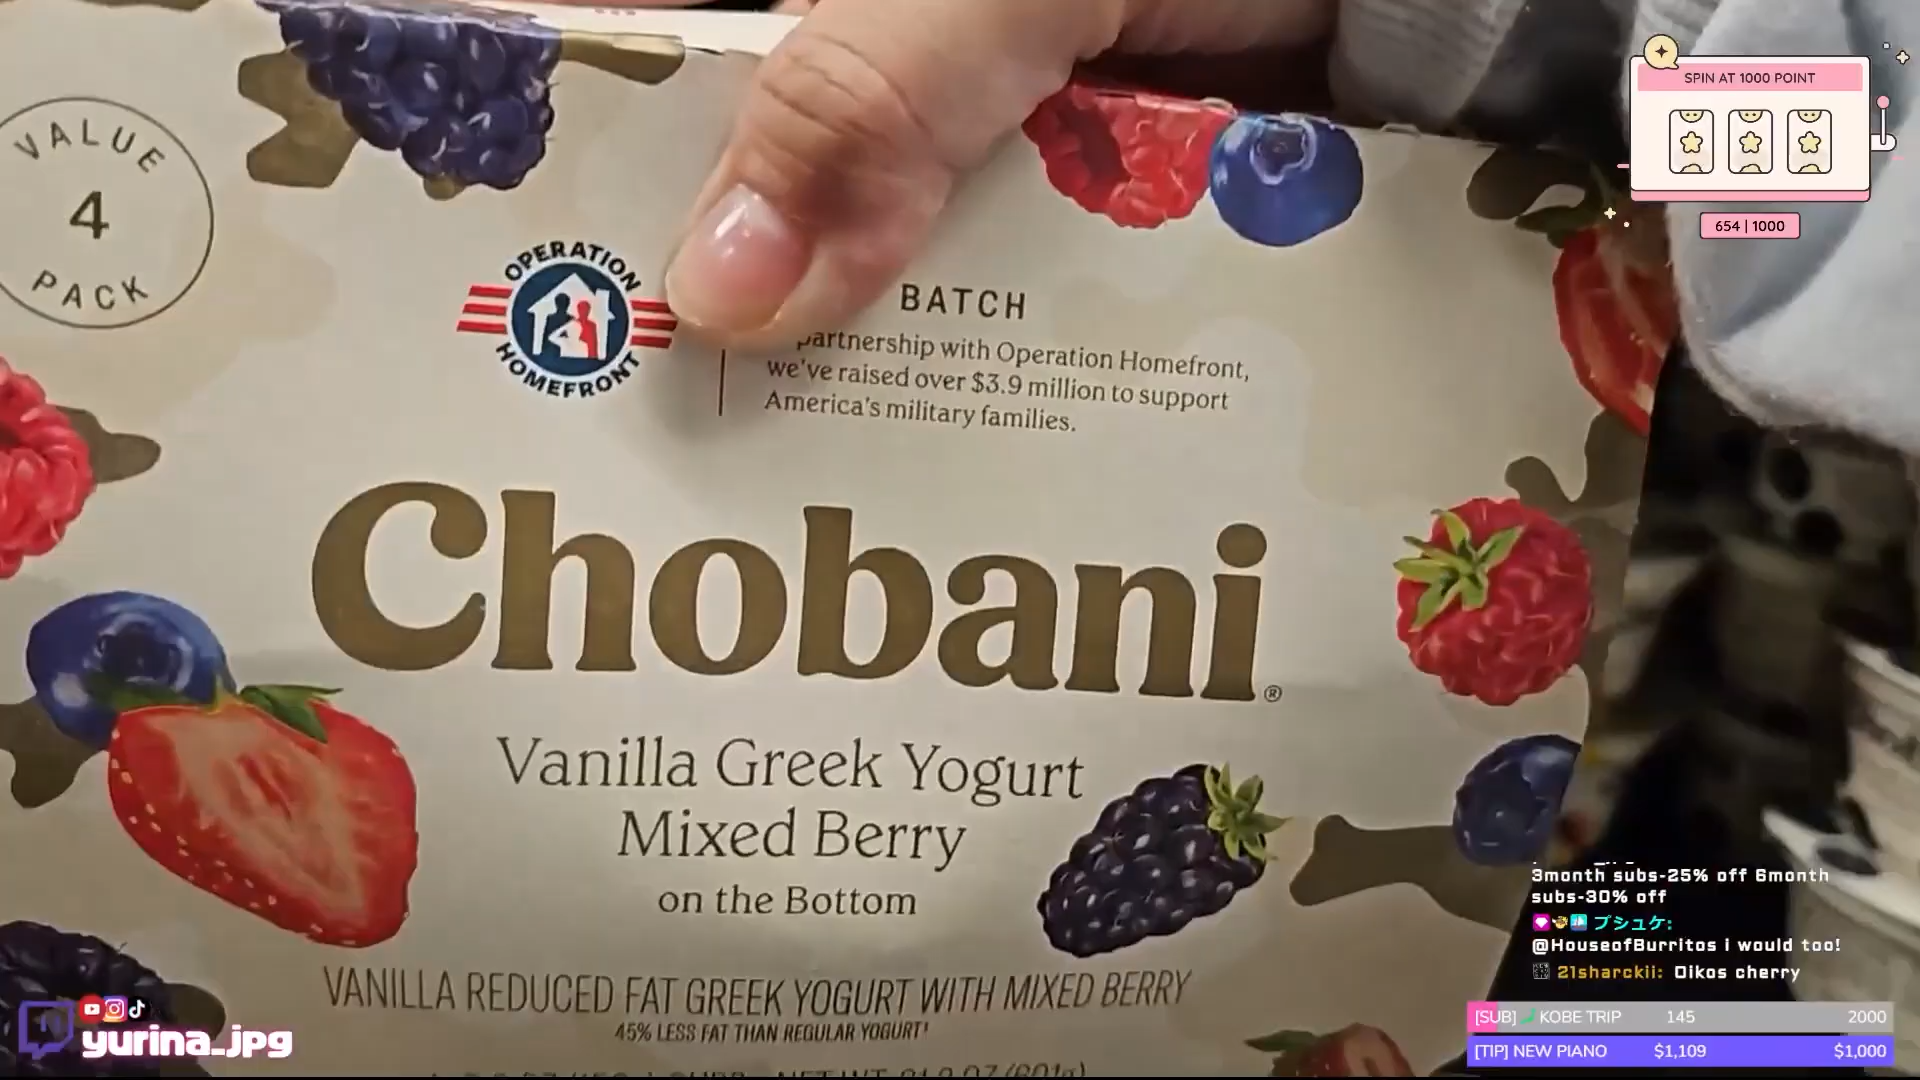 VALUE
4
PACK
OPERATION
HOMEFRONT
BATCH
partnership with Operation Homefront,
we've raised over $3.9 million to support
America's military families.
Chobani®
Vanilla Greek Yogurt
Mixed Berry
on the Bottom
VANILLA REDUCED FAT GREEK YOGURT WITH MIXED BERRY
45% LESS FAT THAN REGULAR YOGURT†
SPIN AT 1000 POINT
654 | 1000
3month subs-25% off 6month
subs-30% off
プシュケ:
@HouseofBurritos i would too!
21sharckii: Oikos cherry
[SUB] KOBE TRIP 145 2000
[TIP] NEW PIANO $1,109 $1,000
yurina_jpg